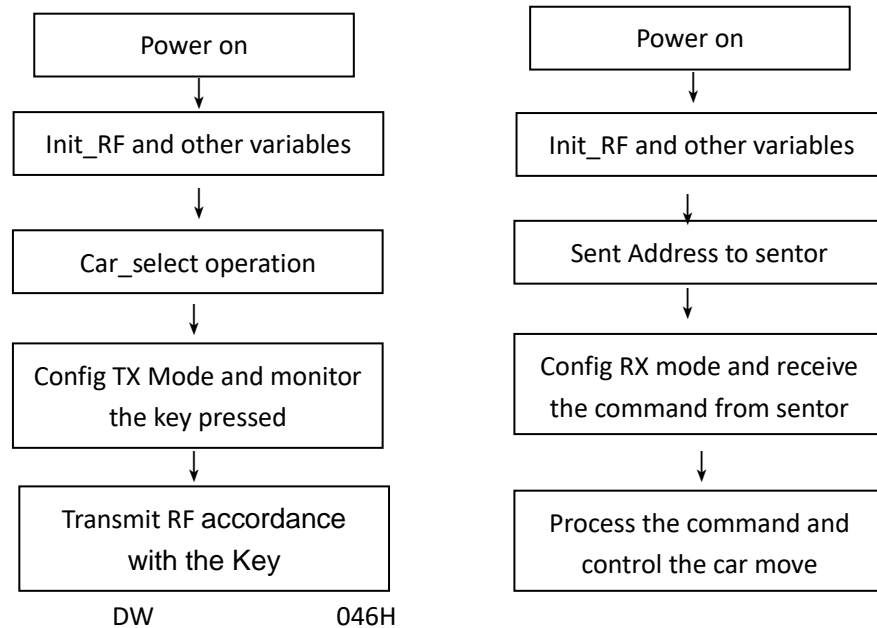 Power on
Init_RF and other variables
Car_select operation
Config TX Mode and monitor
the key pressed
Transmit RF accordance
with the Key
DW 046H
Power on
Init_RF and other variables
Sent Address to sentor
Config RX mode and receive
the command from sentor
Process the command and
control the car move